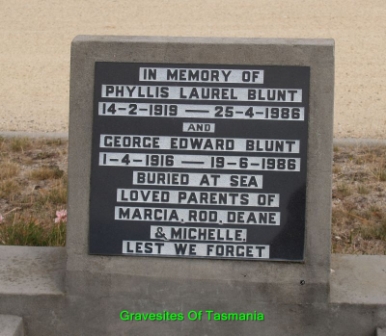 IN MEMORY OF
PHYLLIS LAUREL BLUNT
14-2-1919 — 25-4-1986
AND
GEORGE EDWARD BLUNT
1-4-1916 — 19-6-1986
BURIED AT SEA
LOVED PARENTS OF
MARCIA, ROD, DEANE
& MICHELLE.
LEST WE FORGET
Gravesites Of Tasmania